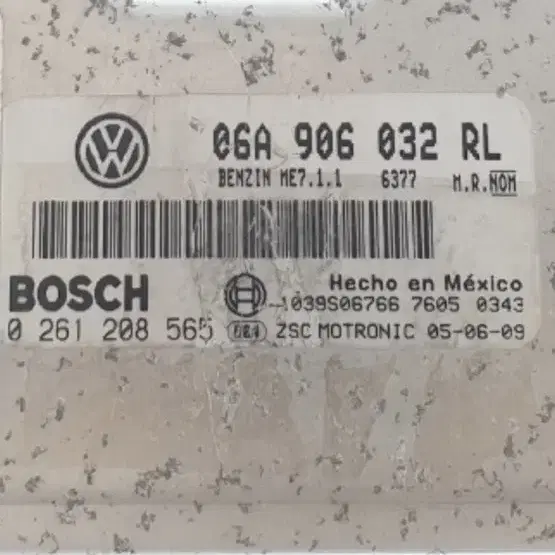 06A 906 032 RL
BENZIN ME7.1.1 6377 M.R.NOM
BOSCH Hecho en México
1039S06766 7605 0343
0 261 208 565 ZSC MOTRONIC 05-06-09